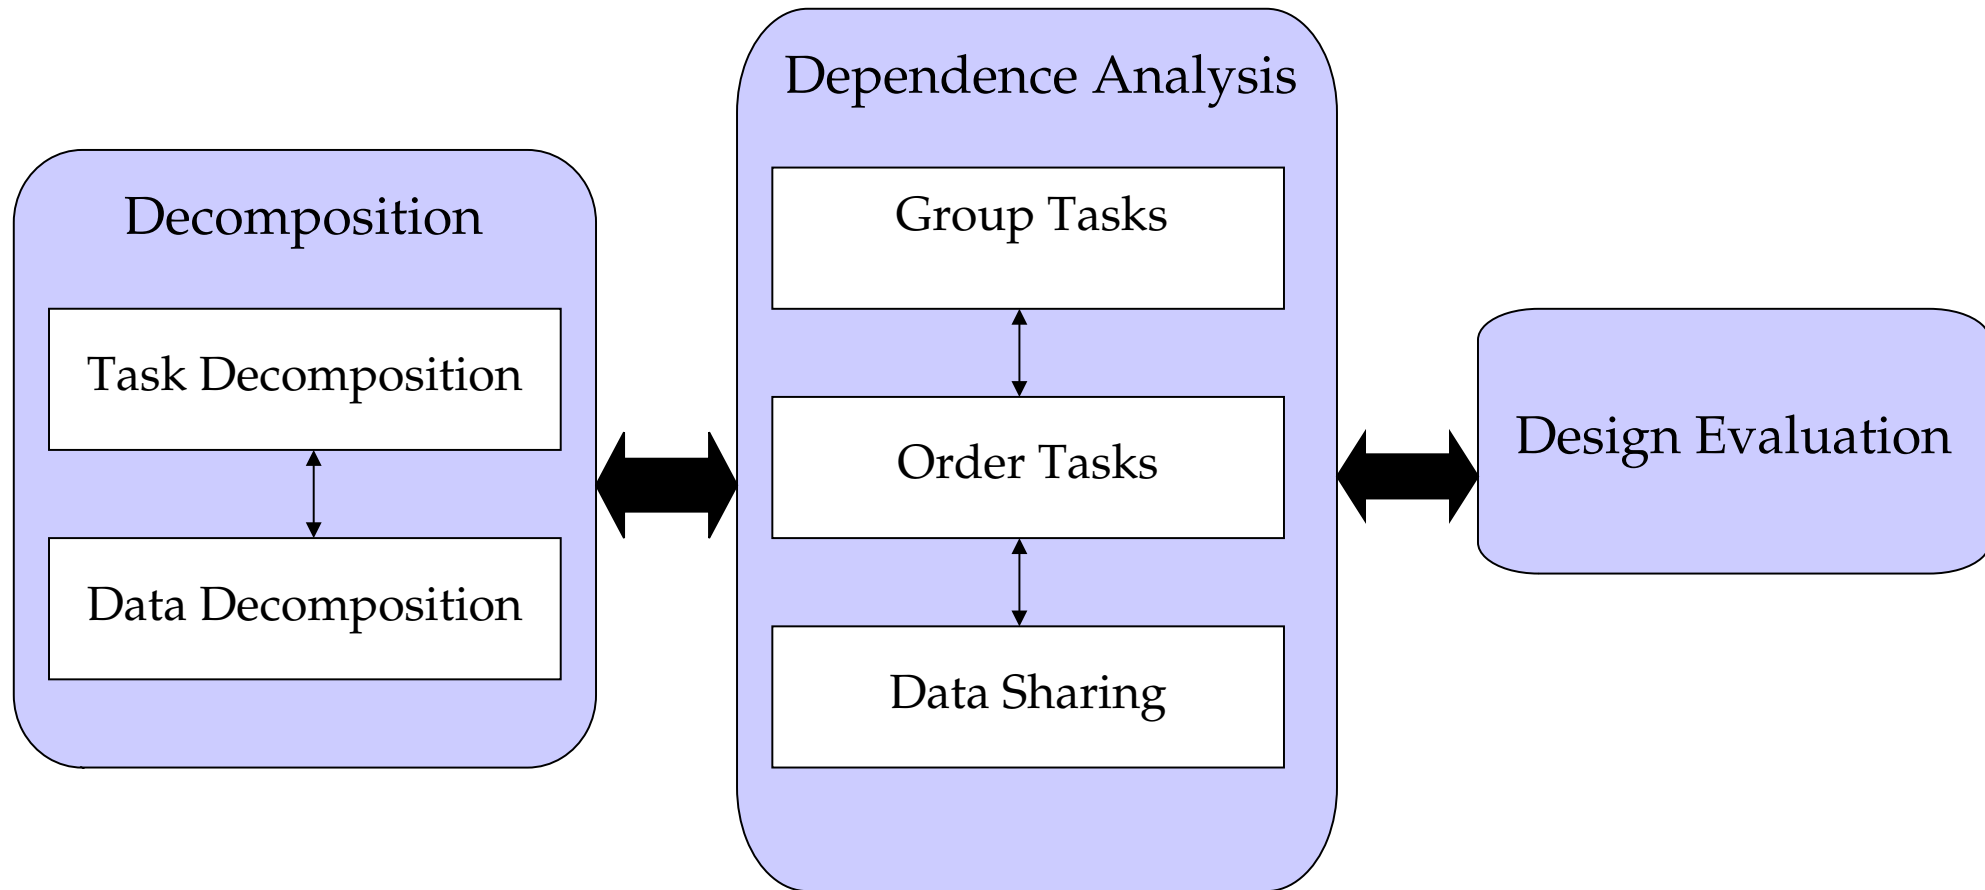 Decomposition
Task Decomposition
Data Decomposition
Dependence Analysis
Group Tasks
Order Tasks
Data Sharing
Design Evaluation